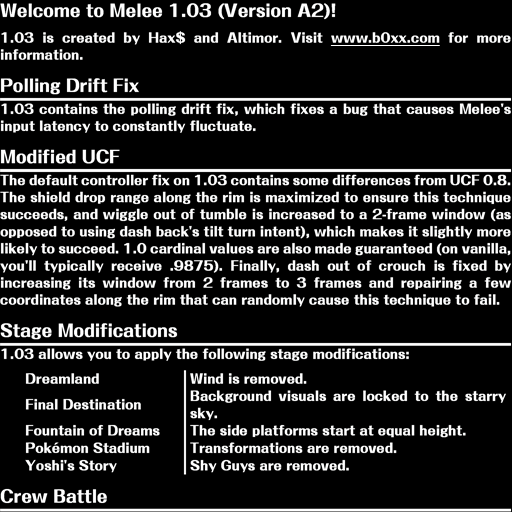 Welcome to Melee 1.03 (Version A2)!
1.03 is created by Hax$ and Altimor. Visit www.b0xx.com for more
information.
Polling Drift Fix
1.03 contains the polling drift fix, which fixes a bug that causes Melee's
input latency to constantly fluctuate.
Modified UCF
The default controller fix on 1.03 contains some differences from UCF 0.8.
The shield drop range along the rim is maximized to ensure this technique
succeeds, and wiggle out of tumble is increased to a 2-frame window (as
opposed to using dash back's tilt turn intent), which makes it slightly more
likely to succeed. 1.0 cardinal values are also made guaranteed (on vanilla,
you'll typically receive .9875). Finally, dash out of crouch is fixed by
increasing its window from 2 frames to 3 frames and repairing a few
coordinates along the rim that can randomly cause this technique to fail.
Stage Modifications
1.03 allows you to apply the following stage modifications:
Dreamland Wind is removed.
Final Destination Background visuals are locked to the starry
sky.
Fountain of Dreams The side platforms start at equal height.
Pokémon Stadium Transformations are removed.
Yoshi's Story Shy Guys are removed.
Crew Battle